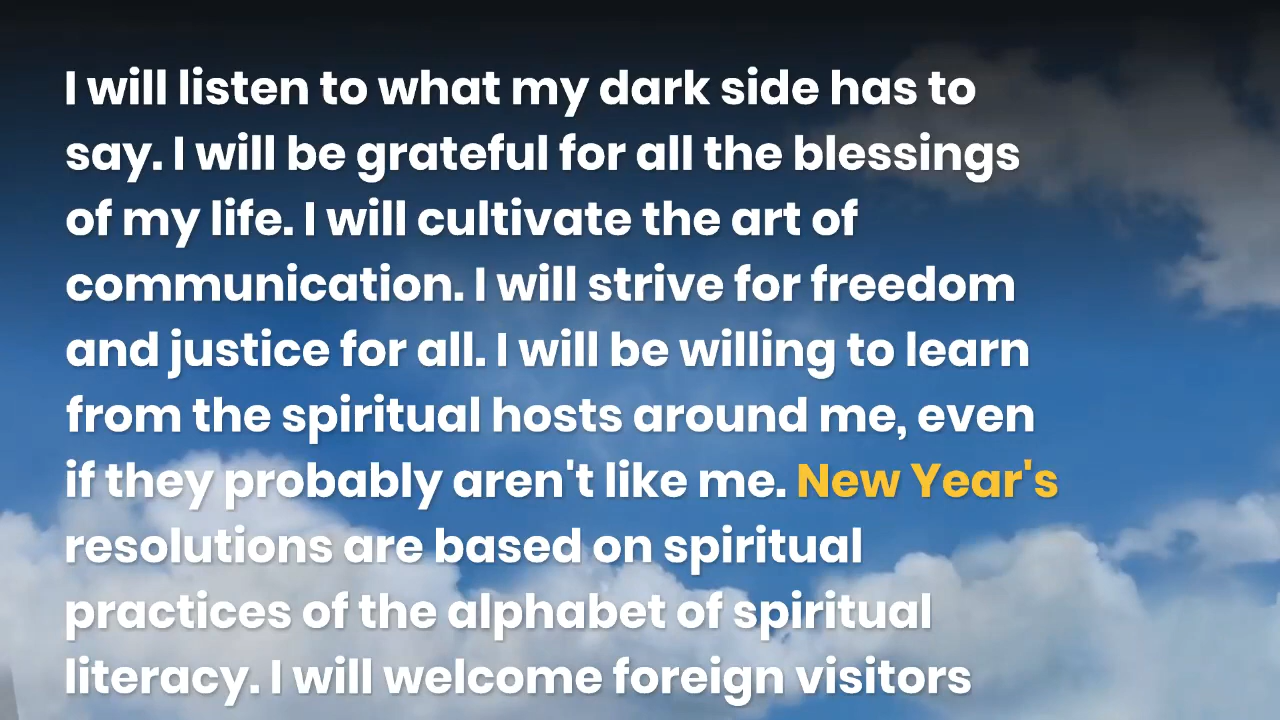 I will listen to what my dark side has to
say. I will be grateful for all the blessings
of my life. I will cultivate the art of
communication. I will strive for freedom
and justice for all. I will be willing to learn
from the spiritual hosts around me, even
if they probably aren't like me. New Year's
resolutions are based on spiritual
practices of the alphabet of spiritual
literacy. I will welcome foreign visitors